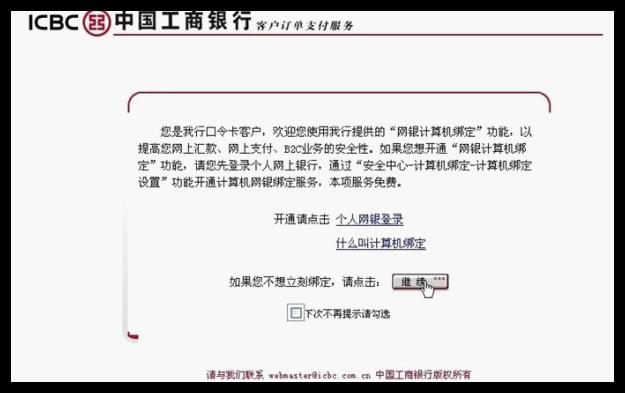 ICBC 中国工商银行 客户订单支付服务
您是我行口令卡客户，欢迎您使用我行提供的“网银计算机绑定”功能，以
提高您网上汇款、网上支付、B2C业务的安全性。如果您想开通“网银计算机绑
定”功能，请您先登录个人网上银行，通过“安全中心-计算机绑定-计算机绑定
设置”功能开通计算机网银绑定服务，本项服务免费。
开通请点击 个人网银登录
什么叫计算机绑定
如果您不想立刻绑定，请点击： 继续
下次不再提示请勾选
请与我们联系 webmaster@icbc.com.cn 中国工商银行版权所有